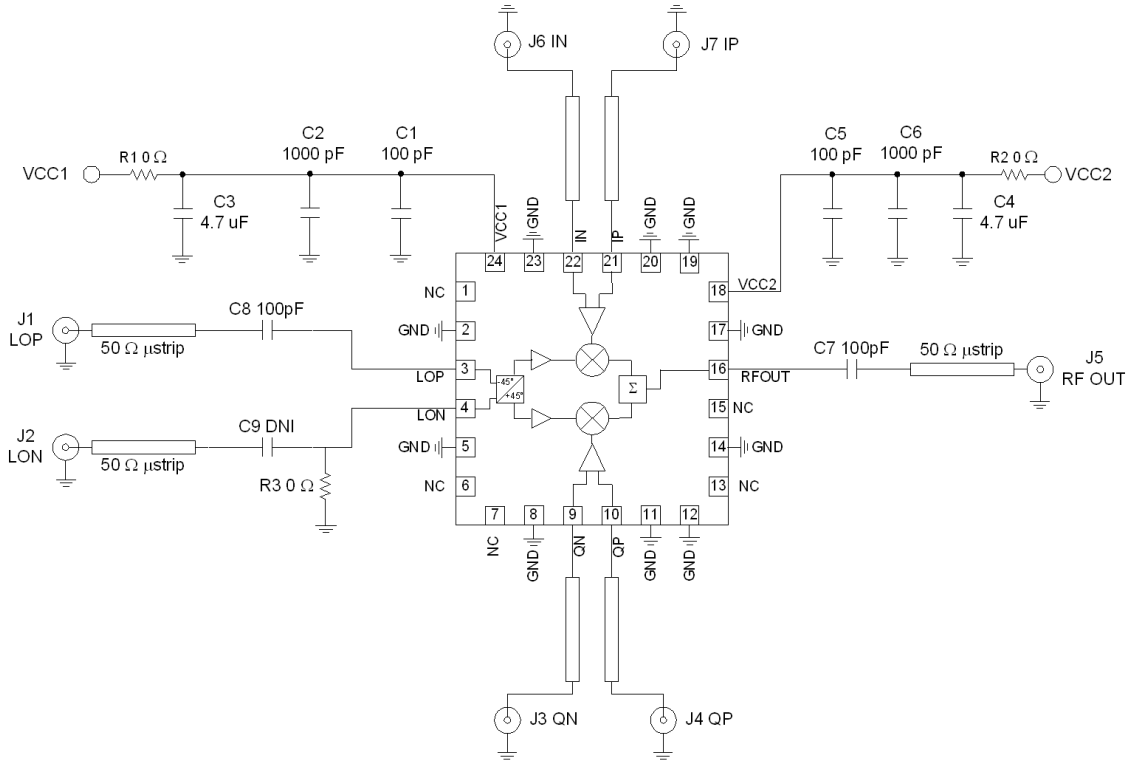 J6 IN
J7 IP
VCC1
R1 0 Ω
C3
4.7 uF
C2
1000 pF
C1
100 pF
C5
100 pF
C6
1000 pF
C4
4.7 uF
R2 0 Ω
VCC2
VCC1
GND
IN
IP
GND
GND
24
23
22
21
20
19
NC
1
18
VCC2
J1
LOP
50 Ω µstrip
C8 100pF
GND
2
17
GND
LOP
3
-45°
+45°
Σ
16
RFOUT
C7 100pF
50 Ω µstrip
J5
RF OUT
LON
4
15
NC
J2
LON
50 Ω µstrip
C9 DNI
R3 0 Ω
GND
5
14
GND
NC
6
13
NC
7
8
9
10
11
12
NC
GND
QN
QP
GND
GND
J3 QN
J4 QP